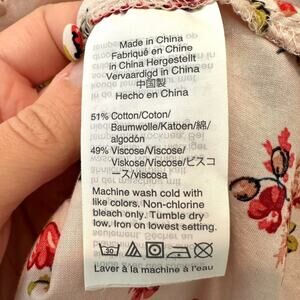 Made in China
Fabriqué en Chine
in China Hergestellt
Vervaardigd in China
中国製
Hecho en China
51% Cotton/Coton/
Baumwolle/Katoen/綿/
algodón
49% Viscose/Viscose/
Viskose/Viscose/ビスコ
ース/viscosa
Machine wash cold with
like colors. Non-chlorine
bleach only. Tumble dry
low. Iron on lowest setting.
30
Laver à la machine à l'eau